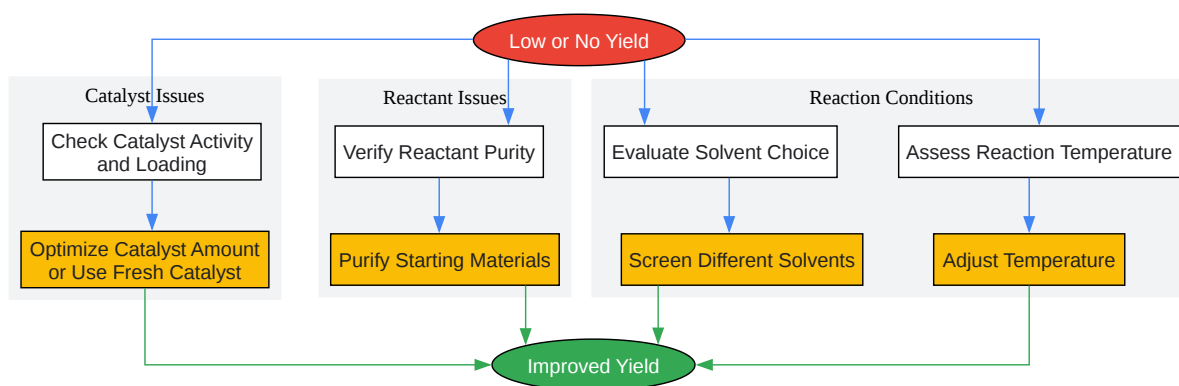 Low or No Yield
Catalyst Issues
Reactant Issues
Reaction Conditions
Check Catalyst Activity
and Loading
Verify Reactant Purity
Evaluate Solvent Choice
Assess Reaction Temperature
Optimize Catalyst Amount
or Use Fresh Catalyst
Purify Starting Materials
Screen Different Solvents
Adjust Temperature
Improved Yield